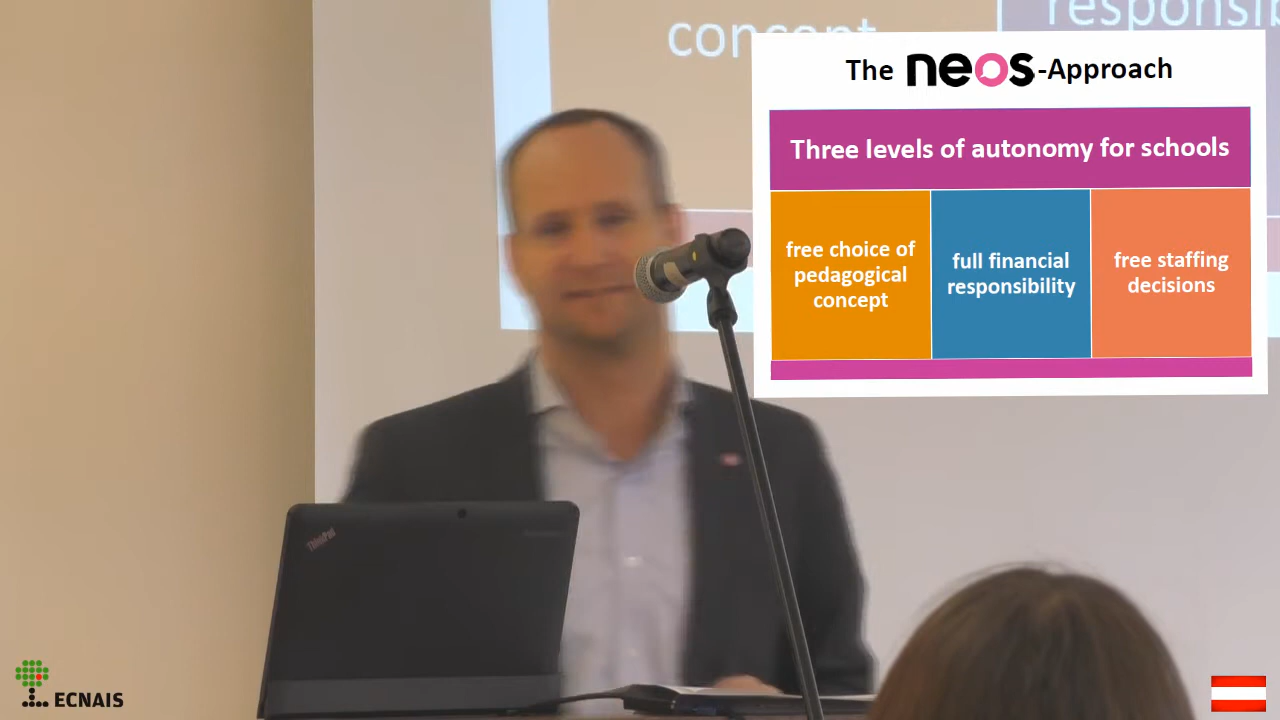 concept
responsib
The neos-Approach
Three levels of autonomy for schools
free choice of
pedagogical
concept
full financial
responsibility
free staffing
decisions
ThinkPad
ECNAIS